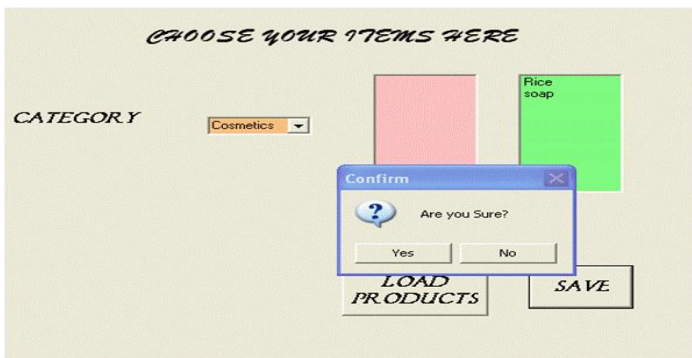 CHOOSE YOUR ITEMS HERE
Rice
soap
CATEGORY
Cosmetics
Confirm
Are you Sure?
Yes
No
LOAD
PRODUCTS
SAVE